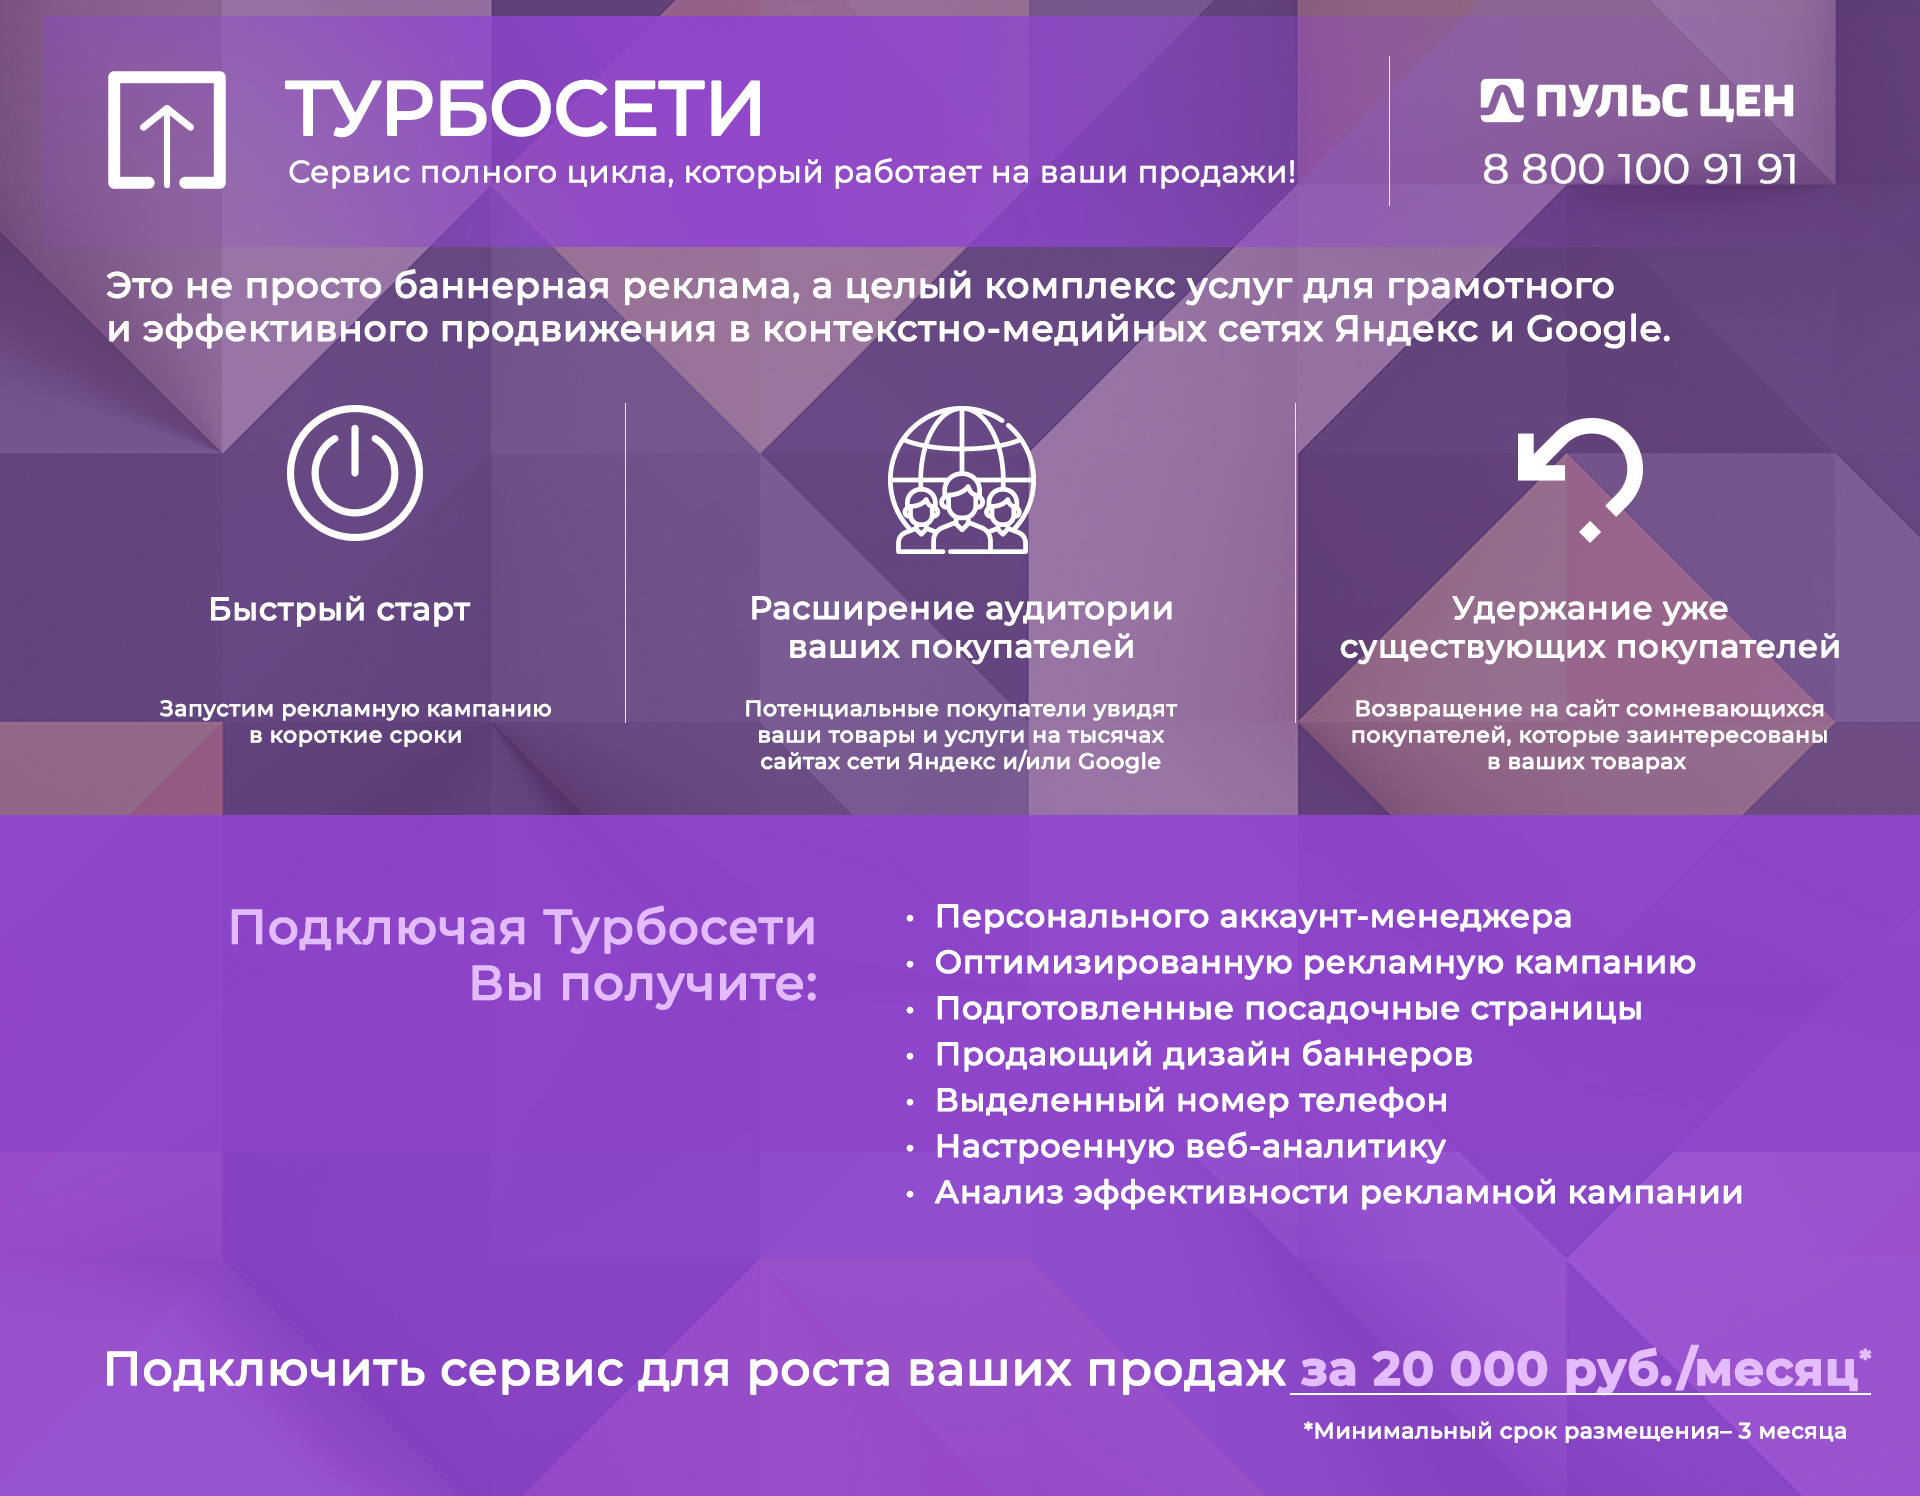 ТУРБОСЕТИ
Сервис полного цикла, который работает на ваши продажи!
ПУЛЬС ЦЕН
8 800 100 91 91
Это не просто баннерная реклама, а целый комплекс услуг для грамотного
и эффективного продвижения в контекстно-медийных сетях Яндекс и Google.
Быстрый старт
Запустим рекламную кампанию
в короткие сроки
Расширение аудитории
ваших покупателей
Потенциальные покупатели увидят
ваши товары и услуги на тысячах
сайтах сети Яндекс и/или Google
Удержание уже
существующих покупателей
Возвращение на сайт сомневающихся
покупателей, которые заинтересованы
в ваших товарах
Подключая Турбосети
Вы получите:
• Персонального аккаунт-менеджера
• Оптимизированную рекламную кампанию
• Подготовленные посадочные страницы
• Продающий дизайн баннеров
• Выделенный номер телефон
• Настроенную веб-аналитику
• Анализ эффективности рекламной кампании
Подключить сервис для роста ваших продаж за 20 000 руб./месяц*
*Минимальный срок размещения– 3 месяца